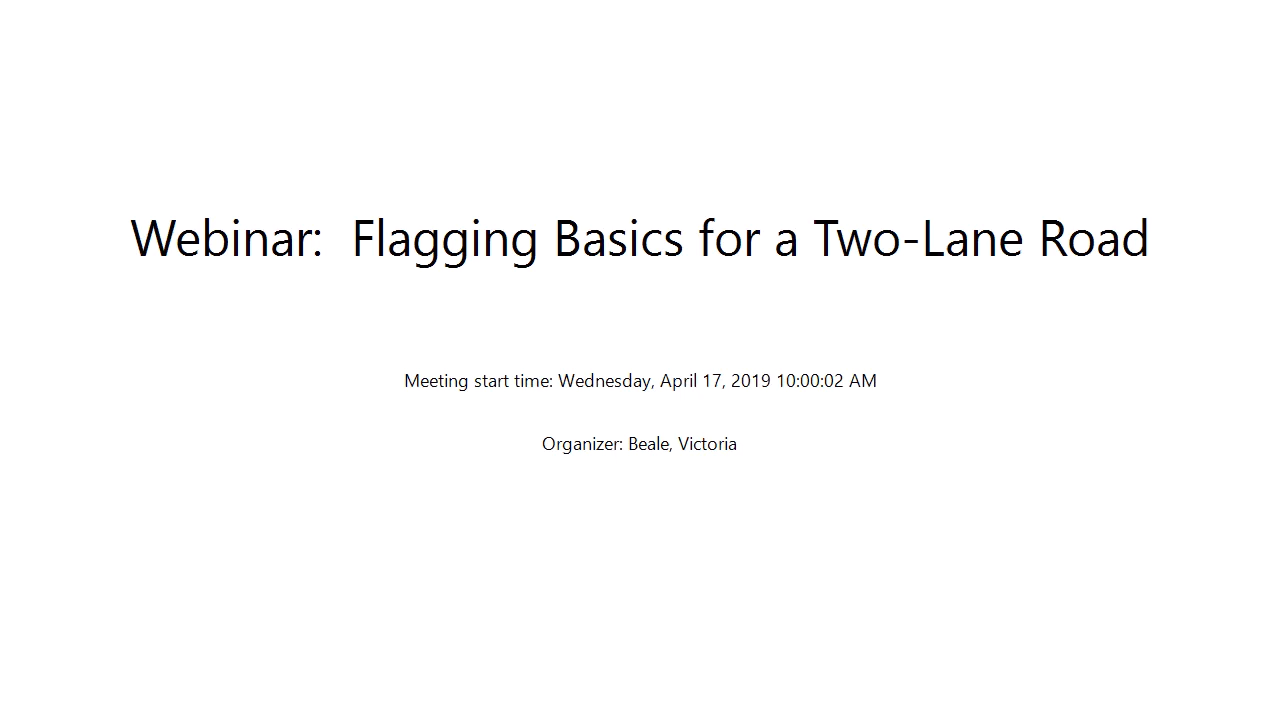 Webinar:  Flagging Basics for a Two-Lane Road
Meeting start time: Wednesday, April 17, 2019 10:00:02 AM
Organizer: Beale, Victoria